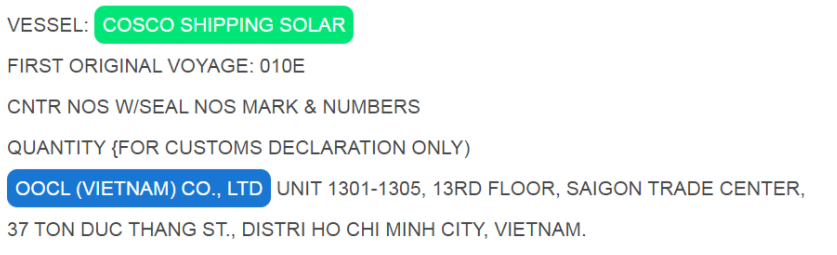 VESSEL: COSCO SHIPPING SOLAR
FIRST ORIGINAL VOYAGE: 010E
CNTR NOS W/SEAL NOS MARK & NUMBERS
QUANTITY {FOR CUSTOMS DECLARATION ONLY)
OOCL (VIETNAM) CO., LTD UNIT 1301-1305, 13RD FLOOR, SAIGON TRADE CENTER,
37 TON DUC THANG ST., DISTRI HO CHI MINH CITY, VIETNAM.